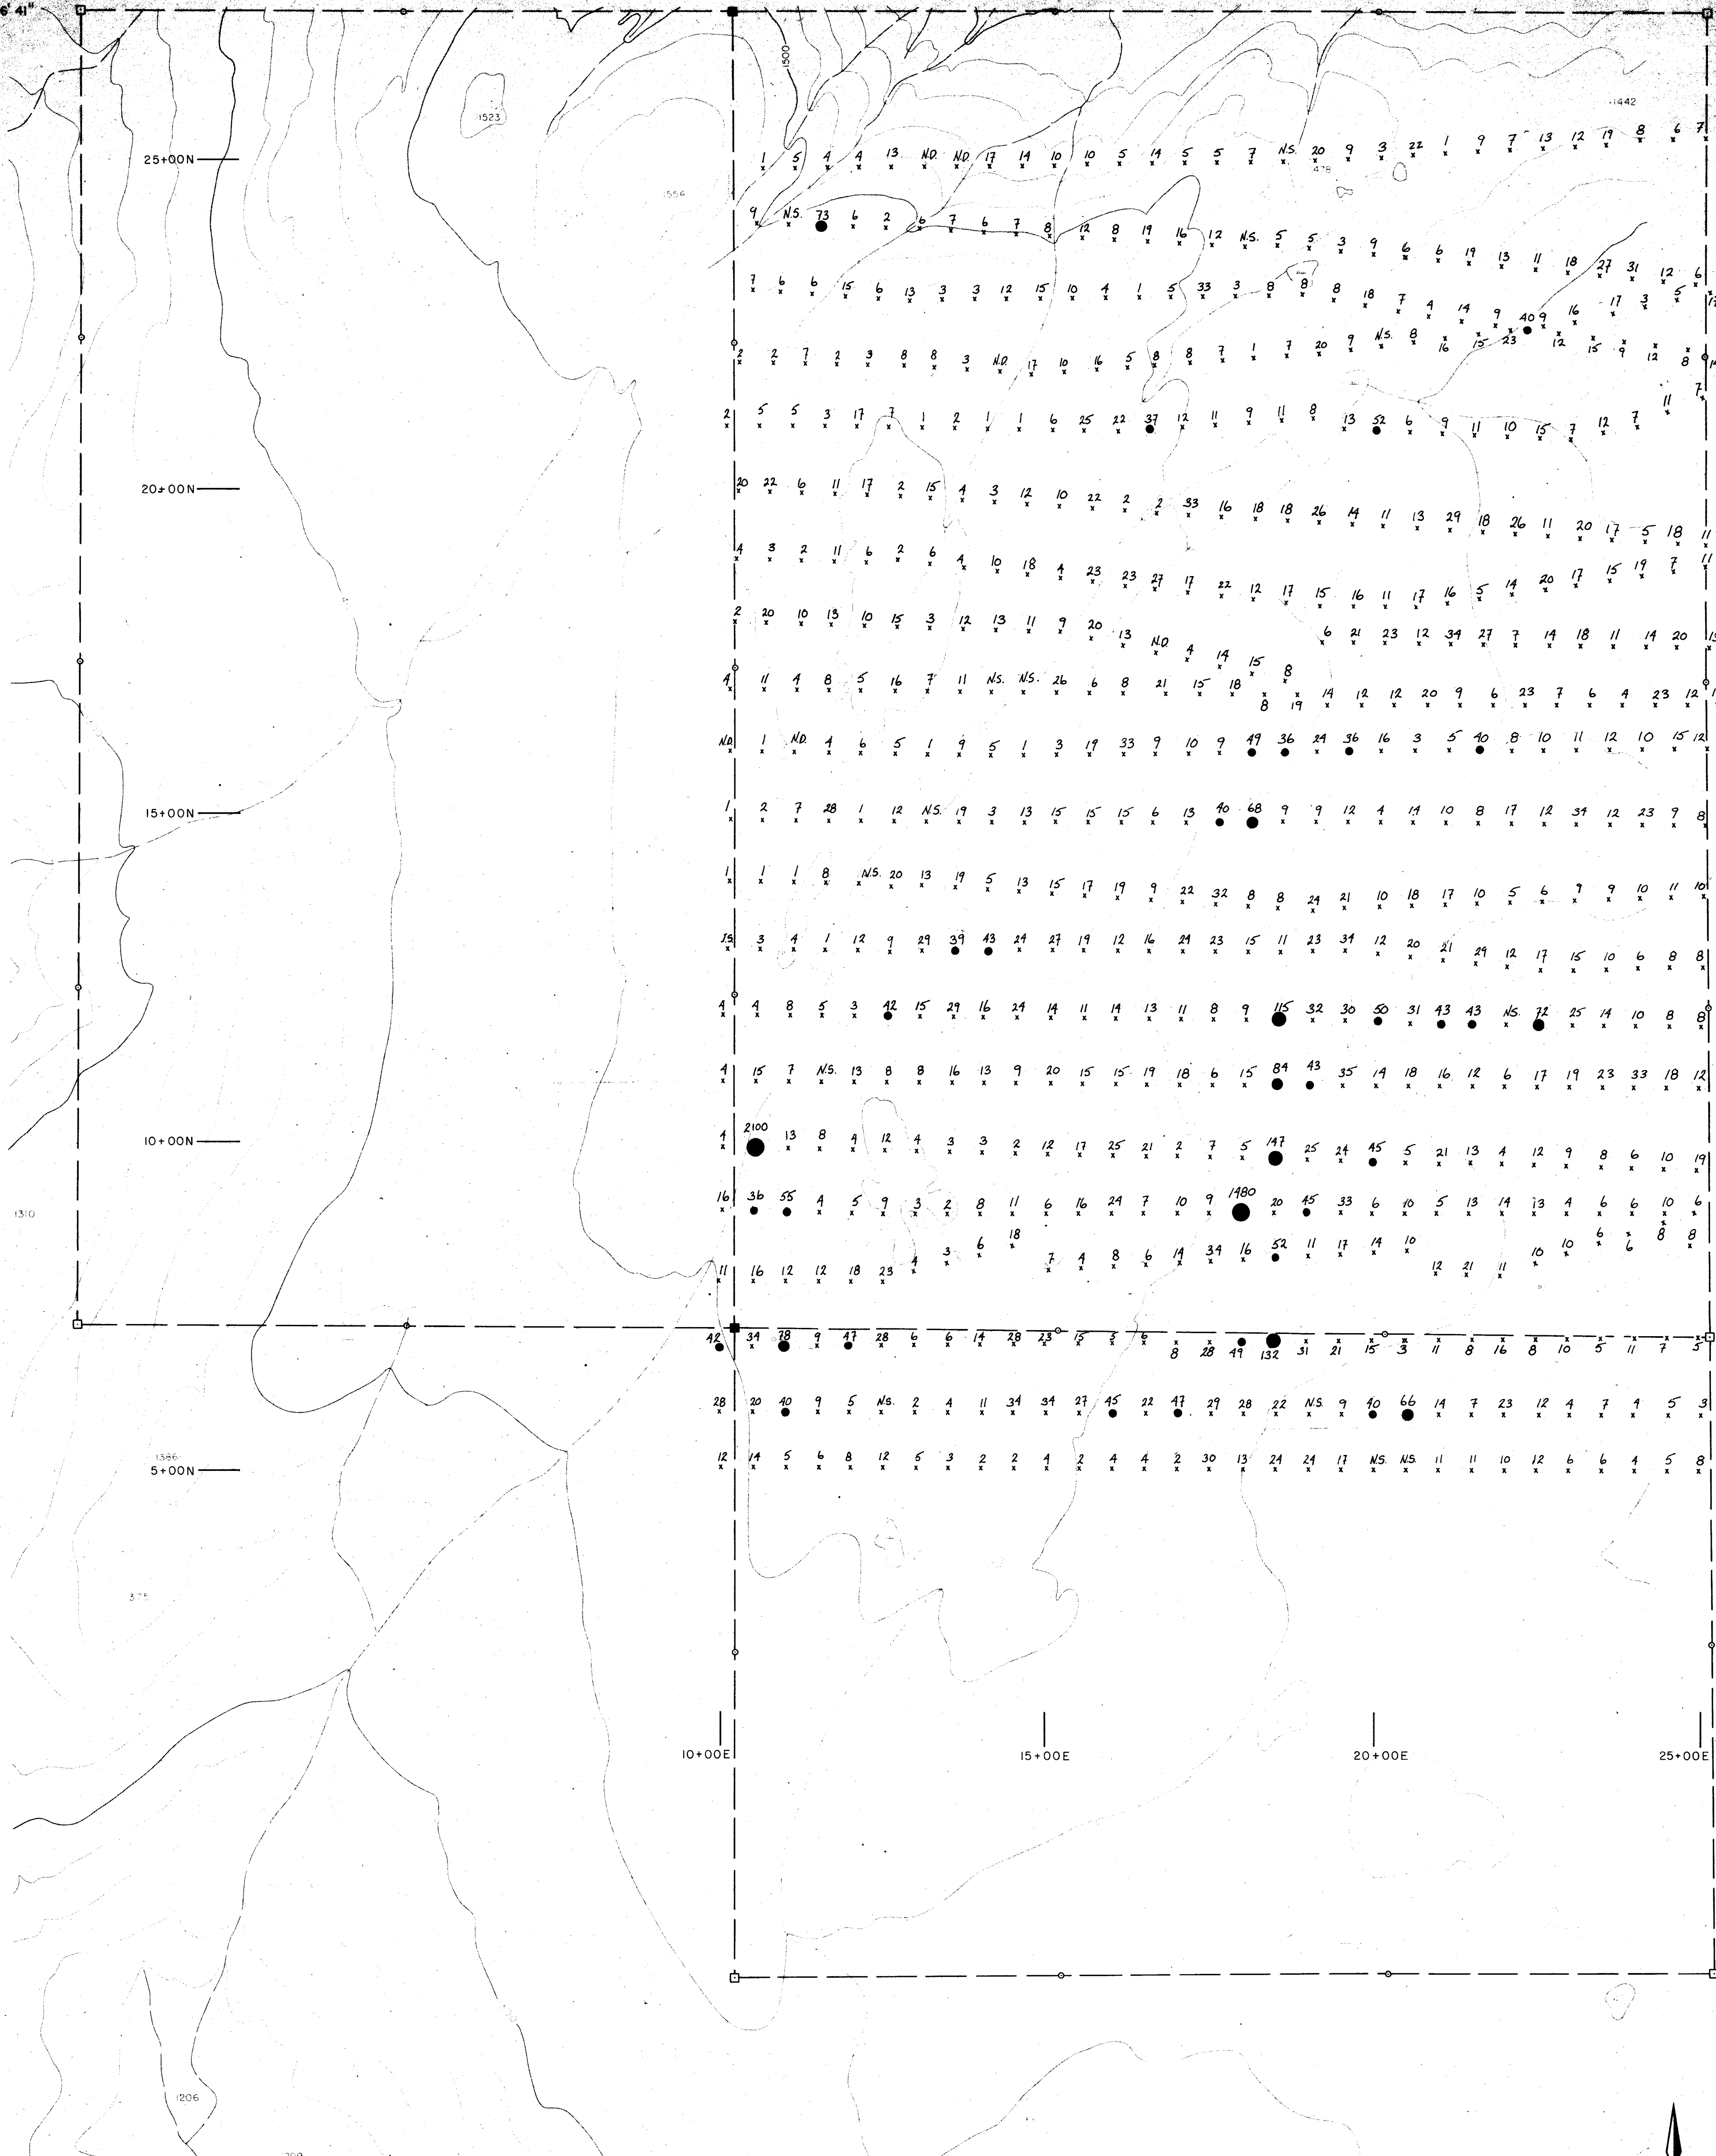 6' 41"
1500
1442
1523
25+00N
1 5 4 4 13 N.D. N.D. 17 14 10 10 5 14 5 5 7 N.S. 20 9 3 22 1 9 7 13 12 19 8 6 7
1556
9 N.S. 73 6 2 6 7 6 7 8 12 8 19 16 12 N.S. 5 5 3 9 6 6 19 13 11 18 27 31 12 6
7 6 6 15 6 13 3 3 12 15 10 4 1 5 33 3 8 8 8 18 7 4 14 9 40 9 16 17 3 5
2 2 7 2 3 8 8 3 N.D. 17 10 16 5 8 8 7 1 7 20 9 N.S. 8 16 15 23 12 15 9 12 8
2 5 5 3 17 7 1 2 1 1 6 25 22 37 12 11 9 11 8 13 52 6 9 11 10 15 7 12 7 11 7
20+00N
20 22 6 11 17 2 15 4 3 12 10 22 2 2 33 16 18 18 26 14 11 13 29 18 26 11 20 17 5 18 11
4 3 2 11 6 2 6 4 10 18 4 23 23 27 17 22 12 17 15 16 11 17 16 5 14 20 17 15 19 7 11
2 20 10 13 10 15 3 12 13 11 9 20 13 N.D. 4 14 15 8 6 21 23 12 34 27 7 14 18 11 14 20 13
4 11 4 8 5 16 7 11 N.S. N.S. 26 6 8 21 15 18 8 19 14 12 12 20 9 6 23 7 6 4 23 12
N.D. 1 N.D. 4 6 5 1 9 5 1 3 19 33 9 10 9 49 36 24 36 16 3 5 40 8 10 11 12 10 15 12
15+00N
1 2 7 28 1 12 N.S. 19 3 13 15 15 15 6 13 40 68 9 9 12 4 14 10 8 17 12 34 12 23 9 8
1 1 1 8 N.S. 20 13 19 5 13 15 17 19 9 22 32 8 8 24 21 10 18 17 10 5 6 9 9 10 11 10
15 3 4 1 12 9 29 39 43 24 27 19 12 16 24 23 15 11 23 34 12 20 21 29 12 17 15 10 6 8 8
4 4 8 5 3 42 15 29 16 24 14 11 14 13 11 8 9 115 32 30 50 31 43 43 N.S. 72 25 14 10 8 8
4 15 7 N.S. 13 8 8 16 13 9 20 15 15 19 18 6 15 84 43 35 14 18 16 12 6 17 19 23 33 18 12
10+00N
4 2100 13 8 4 12 4 3 3 2 12 17 25 21 2 7 5 147 25 24 45 5 21 13 4 12 9 8 6 10 19
16 36 55 4 5 9 3 2 8 11 6 16 24 7 10 9 1480 20 45 33 6 10 5 13 14 13 4 6 6 10 6
1310
11 16 12 12 18 23 4 3 6 18 7 4 8 6 14 34 16 52 11 17 14 10 12 21 11 10 10 6 6 8 8
42 34 78 9 47 28 6 6 14 28 23 15 3 6 8 28 49 132 31 21 15 3 11 8 16 8 10 5 11 7 5
28 20 40 9 5 N.S. 2 4 11 34 34 27 45 22 47 29 28 22 N.S. 9 40 66 14 7 23 12 4 7 4 5 3
1386
5+00N
12 14 5 6 8 12 5 3 2 2 4 2 4 4 2 30 13 24 24 17 N.S. N.S. 11 11 10 12 6 6 4 5 8
10+00E 15+00E 20+00E 25+00E
1206